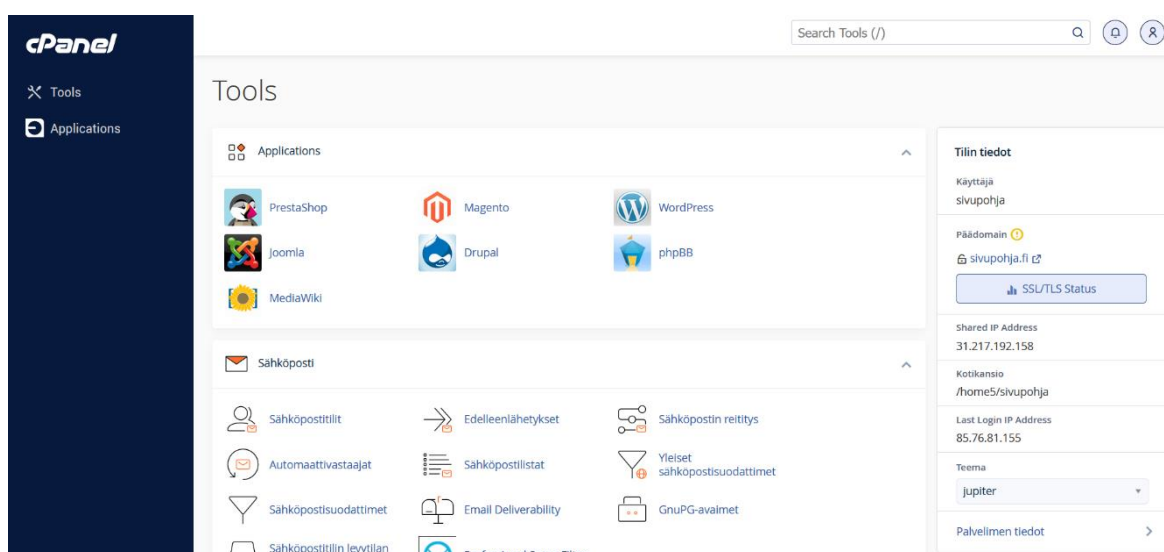 cPanel
Search Tools (/)
Tools
Applications
Tools
Applications
PrestaShop
Magento
WordPress
Joomla
Drupal
phpBB
MediaWiki
Sähköposti
Sähköpostitilit
Edelleenlähetykset
Sähköpostin reititys
Automaattivastaajat
Sähköpostilistat
Yleiset
sähköpostisuodattimet
Sähköpostisuodattimet
Email Deliverability
GnuPG-avaimet
Sähköpostitilin levytilan
Tilin tiedot
Käyttäjä
sivupohja
Päädomain
sivupohja.fi
SSL/TLS Status
Shared IP Address
31.217.192.158
Kotikansio
/home5/sivupohja
Last Login IP Address
85.76.81.155
Teema
jupiter
Palvelimen tiedot